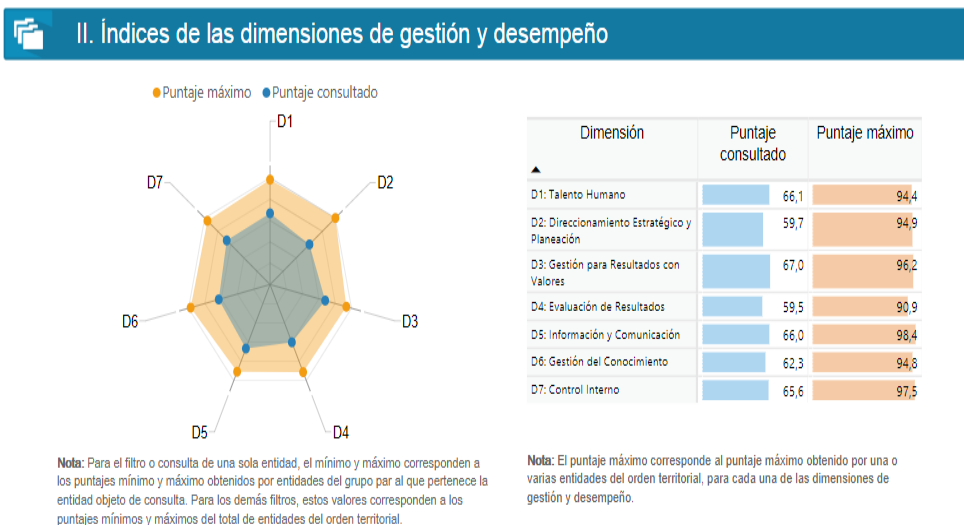 II. Índices de las dimensiones de gestión y desempeño
Puntaje máximo Puntaje consultado
D1
D2
D3
D4
D5
D6
D7
Nota: Para el filtro o consulta de una sola entidad, el mínimo y máximo corresponden a
los puntajes mínimo y máximo obtenidos por entidades del grupo par al que pertenece la
entidad objeto de consulta. Para los demás filtros, estos valores corresponden a los
puntajes mínimos y máximos del total de entidades del orden territorial.
Dimensión Puntaje Puntaje máximo
consultado
D1: Talento Humano 66,1 94,4
D2: Direccionamiento Estratégico y 59,7 94,9
Planeación
D3: Gestión para Resultados con 67,0 96,2
Valores
D4: Evaluación de Resultados 59,5 90,9
D5: Información y Comunicación 66,0 98,4
D6: Gestión del Conocimiento 62,3 94,8
D7: Control Interno 65,6 97,5
Nota: El puntaje máximo corresponde al puntaje máximo obtenido por una o
varias entidades del orden territorial, para cada una de las dimensiones de
gestión y desempeño.